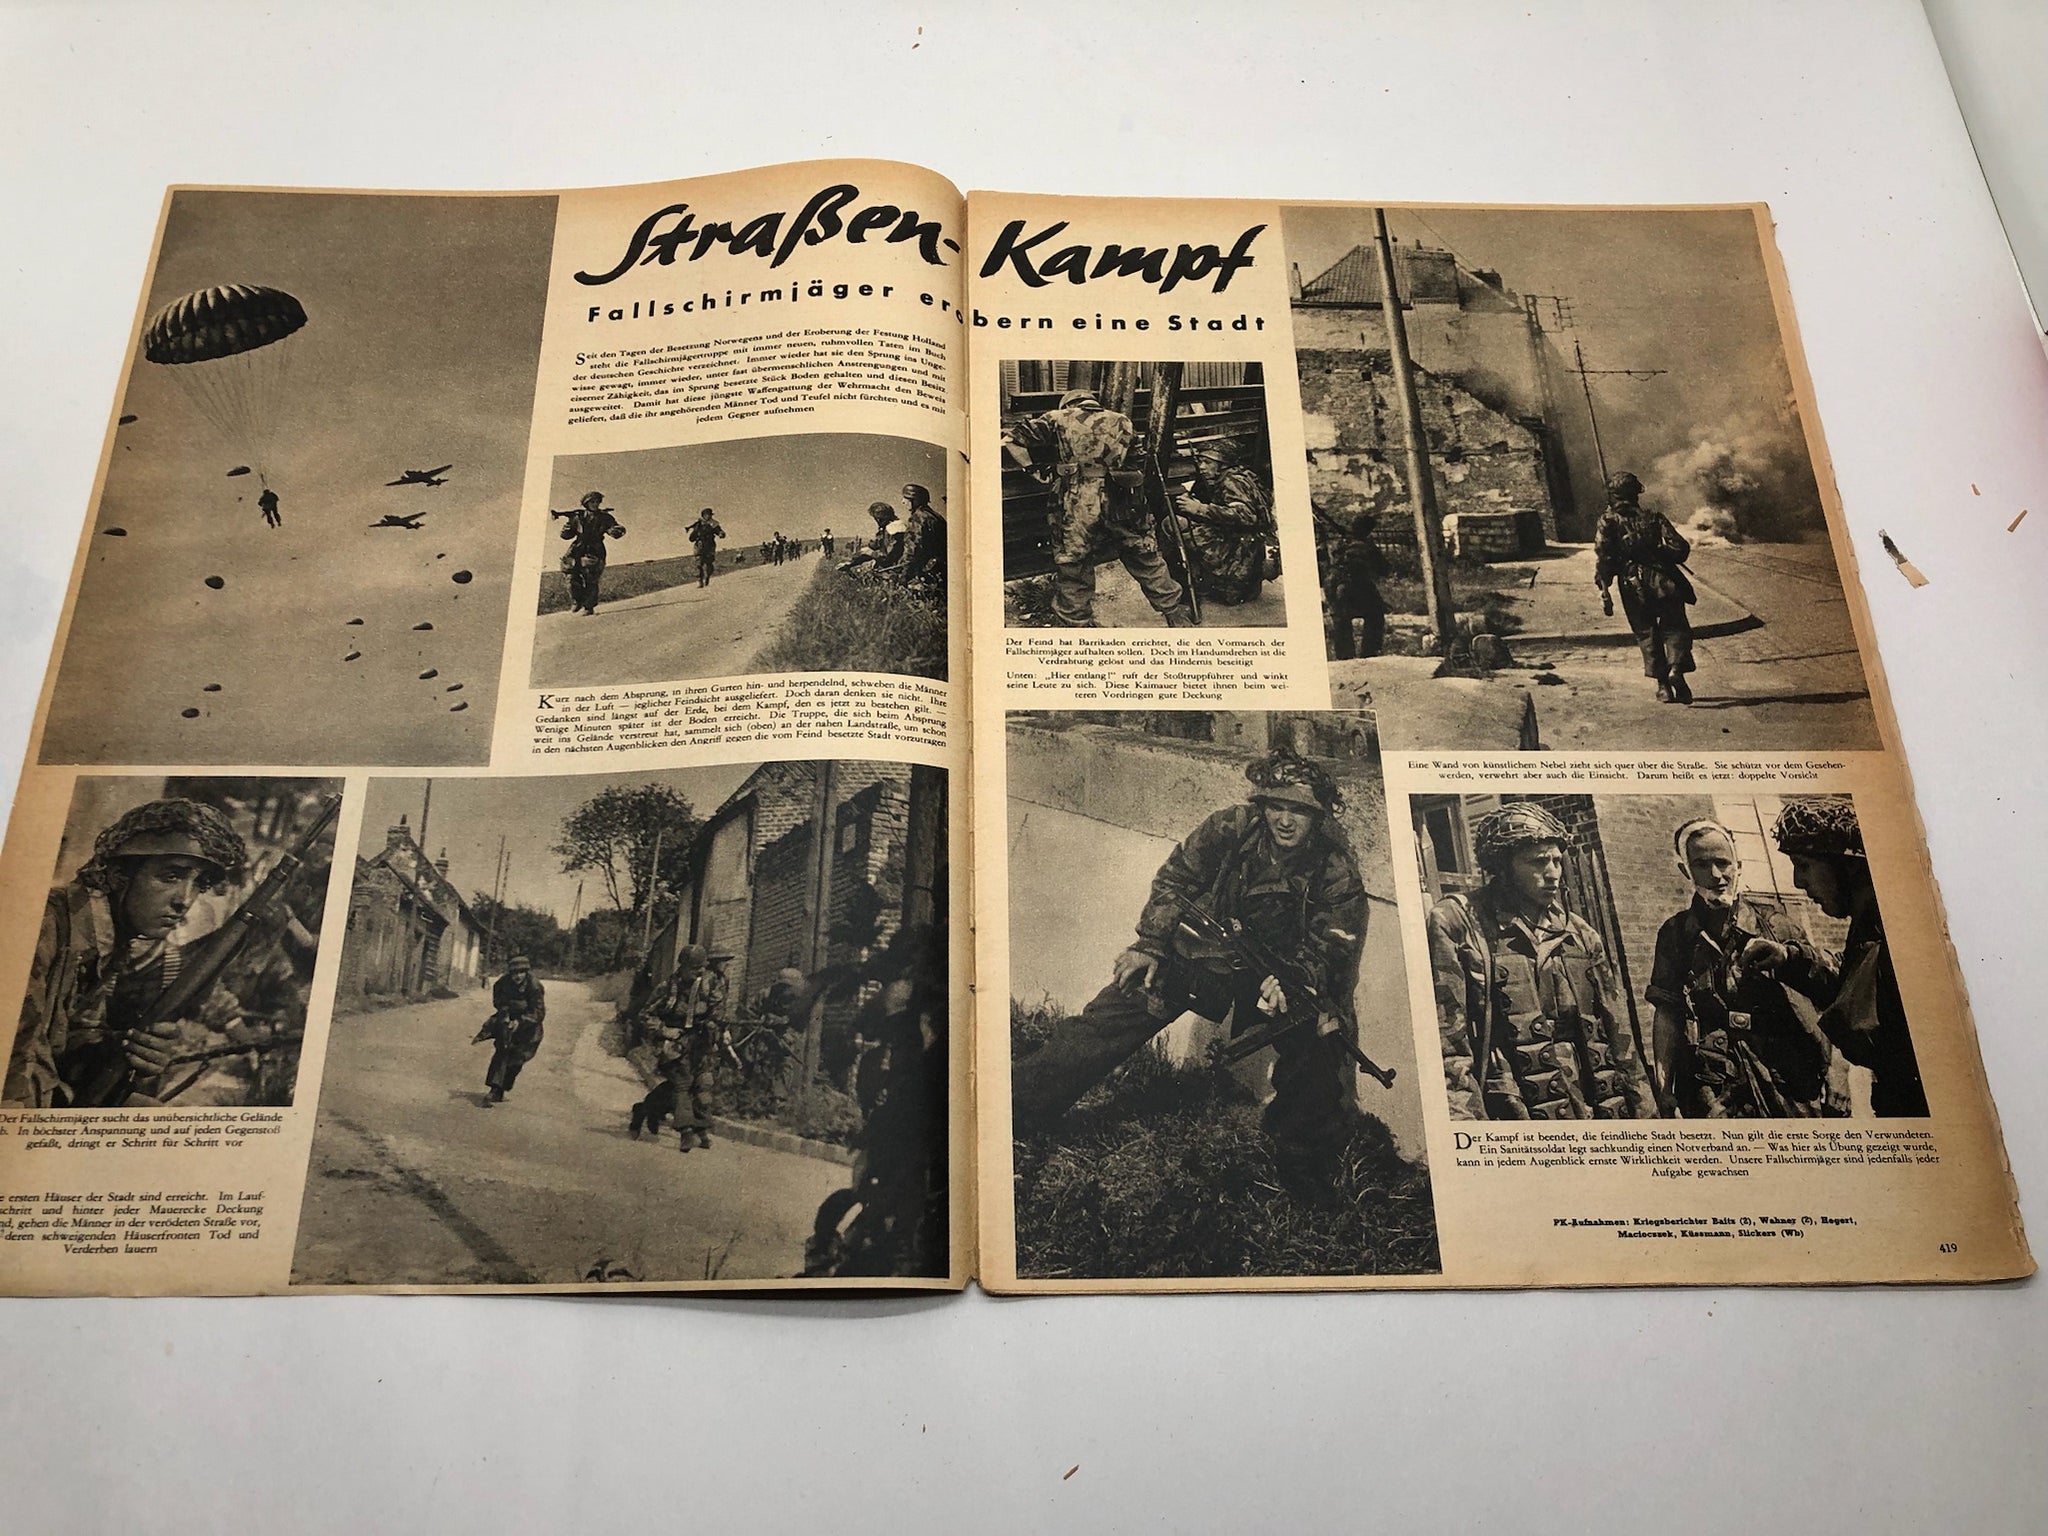 Straßen-Kampf
Fallschirmjäger erobern eine Stadt
Seit den Tagen der Besetzung Norwegens und der Eroberung der Festung Holland
steht die Fallschirmjägertruppe mit immer neuen, ruhmvollen Taten im Buch
der deutschen Geschichte verzeichnet. Immer wieder hat sie den Sprung ins Unge-
wisse gewagt, immer wieder, unter fast übermenschlichen Anstrengungen und mit
eiserner Zähigkeit, das im Sprung besetzte Stück Boden gehalten und diesen Besitz
ausgeweitet. Damit hat diese jüngste Waffengattung der Wehrmacht den Beweis
geliefert, daß die ihr angehörenden Männer Tod und Teufel nicht fürchten und es mit
jedem Gegner aufnehmen
Kurz nach dem Absprung, in ihren Gurten hin- und herpendelnd, schweben die Männer
in der Luft — jeglicher Feindsicht ausgeliefert. Doch daran denken sie nicht. Ihre
Gedanken sind längst auf der Erde, bei dem Kampf, den es jetzt zu bestehen gilt. —
Wenige Minuten später ist der Boden erreicht. Die Truppe, die sich beim Absprung
weit ins Gelände verstreut hat, sammelt sich (oben) an der nahen Landstraße, um schon
in den nächsten Augenblicken den Angriff gegen die vom Feind besetzte Stadt vorzutragen
Der Fallschirmjäger sucht das unübersichtliche Gelände
b. In höchster Anspannung und auf jeden Gegenstoß
gefaßt, dringt er Schritt für Schritt vor
e ersten Häuser der Stadt sind erreicht. Im Lauf-
schritt und hinter jeder Mauerecke Deckung
nd, gehen die Männer in der verödeten Straße vor,
deren schweigenden Häuserfronten Tod und
Verderben lauern
Der Feind hat Barrikaden errichtet, die den Vormarsch der
Fallschirmjäger aufhalten sollen. Doch im Handumdrehen ist die
Verdrahtung gelöst und das Hindernis beseitigt
Unten: „Hier entlang!" ruft der Stoßtruppführer und winkt
seine Leute zu sich. Diese Kaimauer bietet ihnen beim wei-
teren Vordringen gute Deckung
Eine Wand von künstlichem Nebel zieht sich quer über die Straße. Sie schützt vor dem Gesehen-
werden, verwehrt aber auch die Einsicht. Darum heißt es jetzt: doppelte Vorsicht
Der Kampf ist beendet, die feindliche Stadt besetzt. Nun gilt die erste Sorge den Verwundeten.
Ein Sanitätssoldat legt sachkundig einen Notverband an. — Was hier als Übung gezeigt wurde,
kann in jedem Augenblick ernste Wirklichkeit werden. Unsere Fallschirmjäger sind jedenfalls jeder
Aufgabe gewachsen
PK-Aufnahmen: Kriegsberichter Baitz (2), Wahner (2), Hegert,
Maciocszek, Küssmann, Slickers (Wb)
419